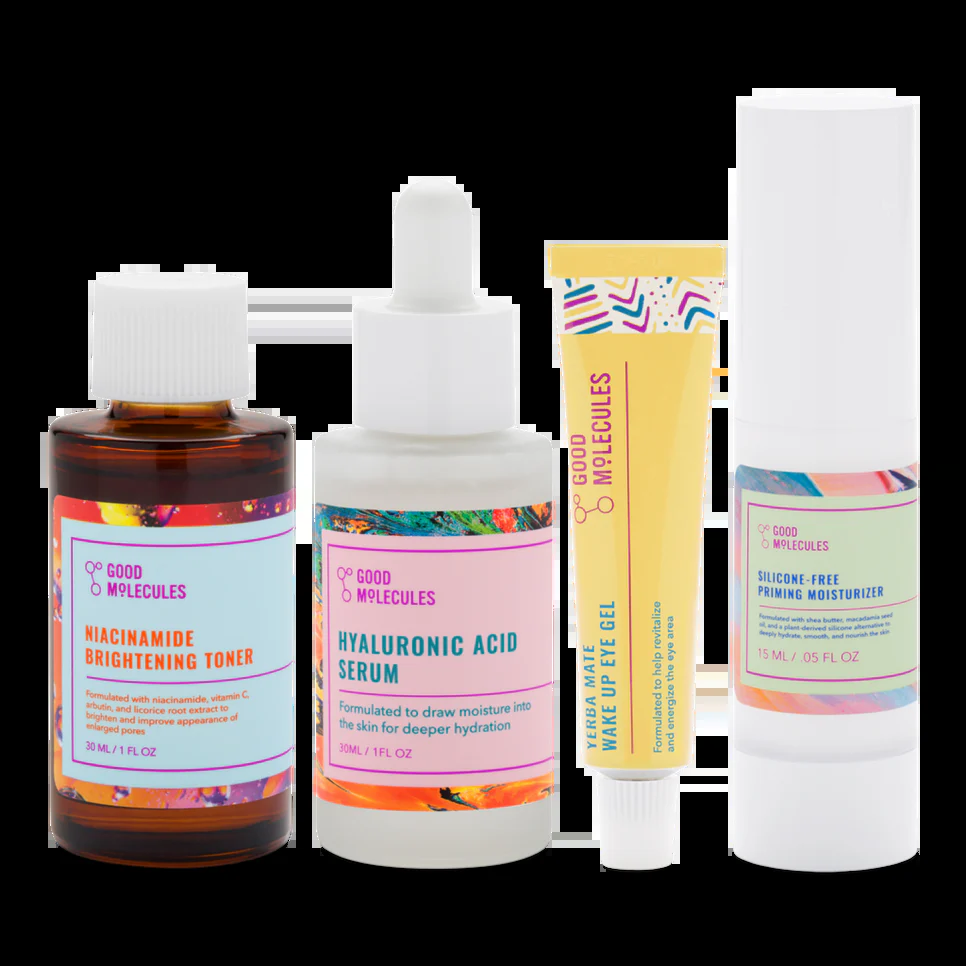 GOOD
MOLECULES
NIACINAMIDE
BRIGHTENING TONER
Formulated with niacinamide, vitamin C,
arbutin, and licorice root extract to
brighten and improve appearance of
enlarged pores
30 ML / 1 FL OZ
GOOD
MOLECULES
HYALURONIC ACID
SERUM
Formulated to draw moisture into
the skin for deeper hydration
30ML / 1FL OZ
GOOD
MOLECULES
YERBA MATE
WAKE UP EYE GEL
Formulated to help revitalize
and energize the eye area
GOOD
MOLECULES
SILICONE-FREE
PRIMING MOISTURIZER
Formulated with shea butter, macadamia seed
oil, and a plant-derived silicone alternative to
deeply hydrate, smooth, and nourish the skin
15 ML / .05 FL OZ